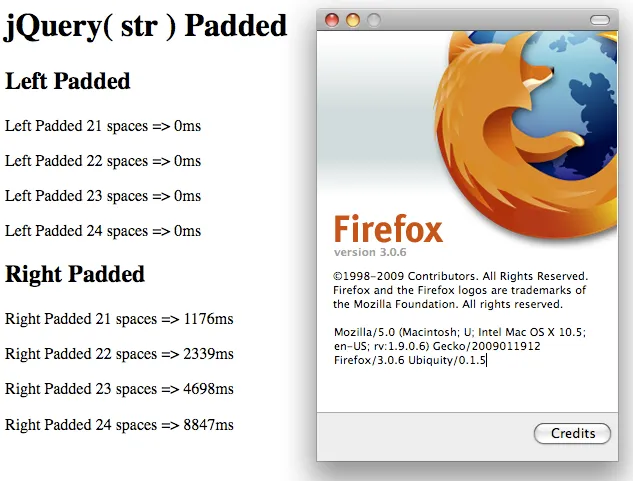 jQuery( str ) Padded
Left Padded
Left Padded 21 spaces => 0ms
Left Padded 22 spaces => 0ms
Left Padded 23 spaces => 0ms
Left Padded 24 spaces => 0ms
Right Padded
Right Padded 21 spaces => 1176ms
Right Padded 22 spaces => 2339ms
Right Padded 23 spaces => 4698ms
Right Padded 24 spaces => 8847ms
Firefox
version 3.0.6
©1998-2009 Contributors. All Rights Reserved.
Firefox and the Firefox logos are trademarks of
the Mozilla Foundation. All rights reserved.
Mozilla/5.0 (Macintosh; U; Intel Mac OS X 10.5;
en-US; rv:1.9.0.6) Gecko/2009011912
Firefox/3.0.6 Ubiquity/0.1.5
Credits